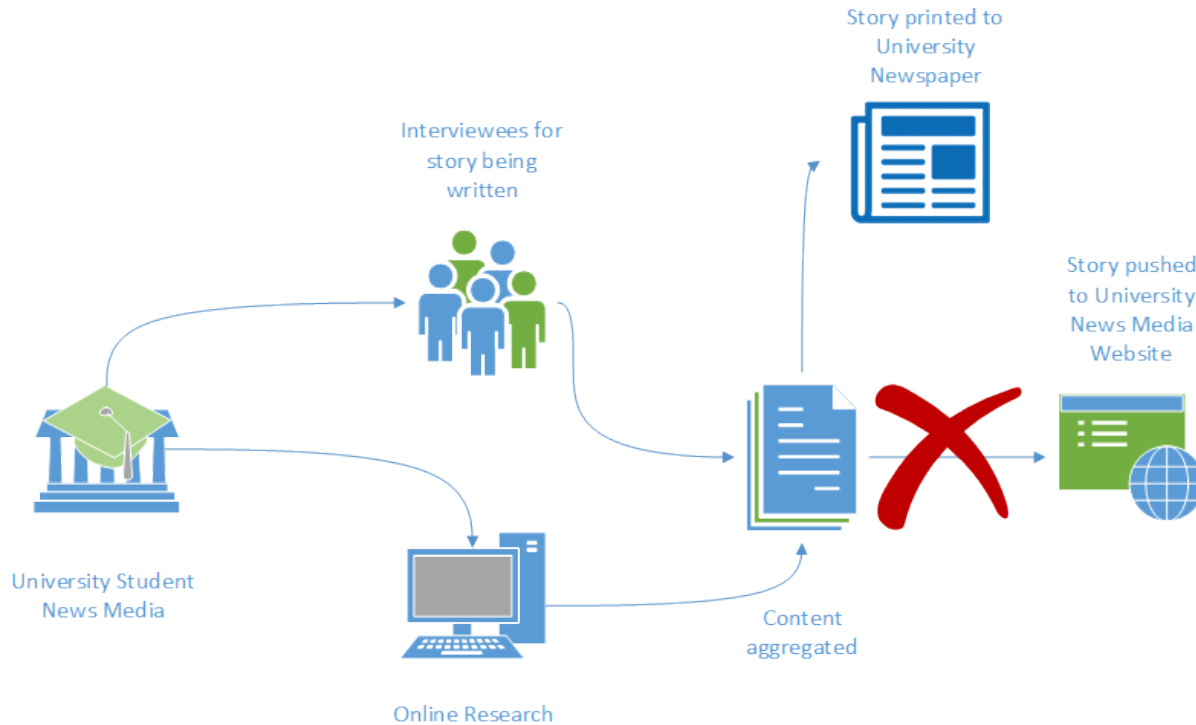 Story printed to
University
Newspaper
Interviewees for
story being
written
Story pushed
to University
News Media
Website
University Student
News Media
Content
aggregated
Online Research